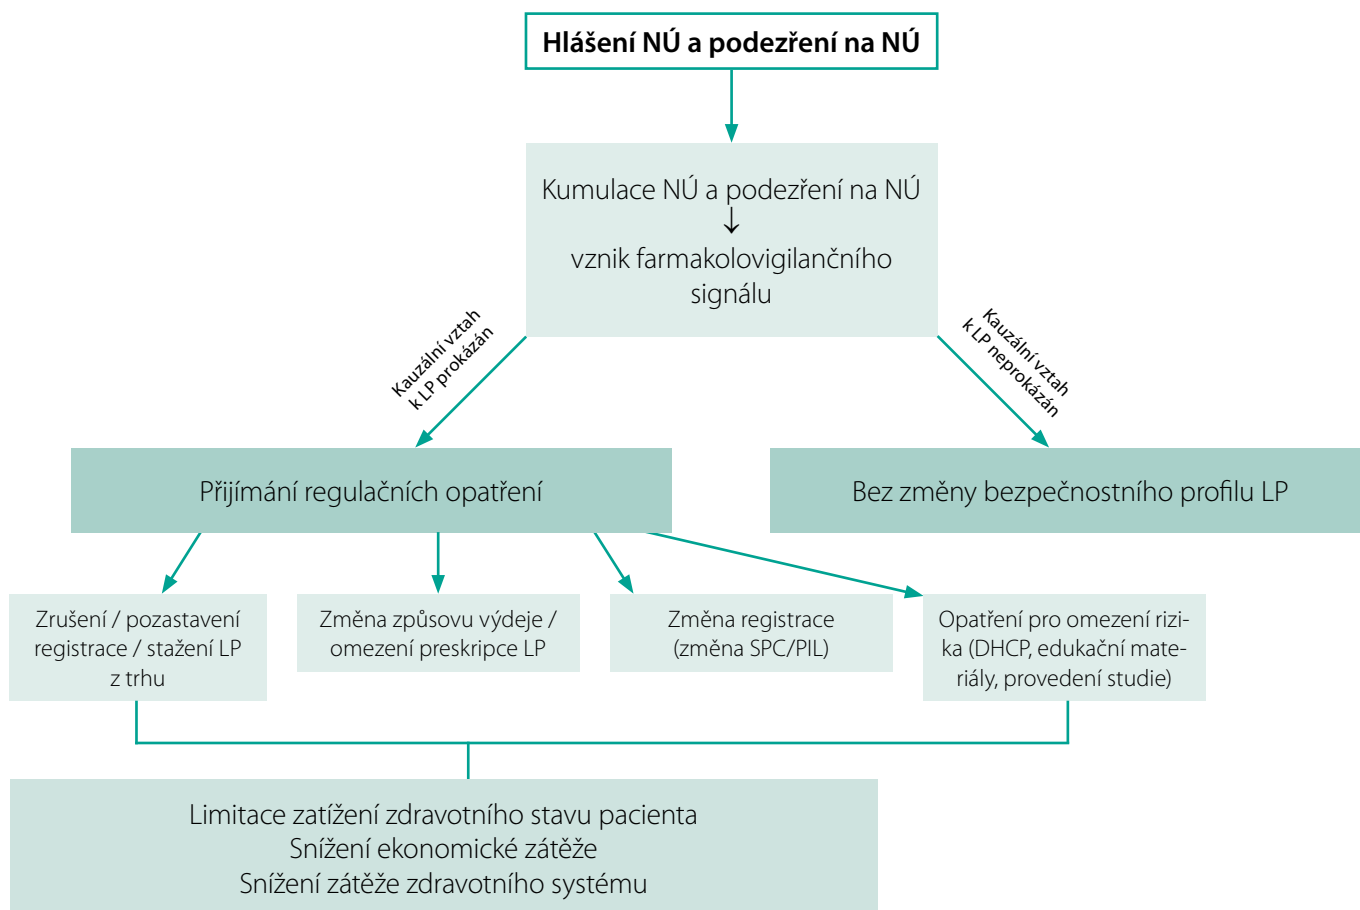 Hlášení NÚ a podezření na NÚ
Kumulace NÚ a podezření na NÚ
↓
vznik farmakolovigilančního
signálu
Kauzální vztah
k LP prokázán
Kauzální vztah
k LP neprokázán
Přijímání regulačních opatření
Bez změny bezpečnostního profilu LP
Zrušení / pozastavení
registrace / stažení LP
z trhu
Změna způsovu výdeje /
omezení preskripce LP
Změna registrace
(změna SPC/PIL)
Opatření pro omezení rizi-
ka (DHCP, edukační mate-
riály, provedení studie)
Limitace zatížení zdravotního stavu pacienta
Snížení ekonomické zátěže
Snížení zátěže zdravotního systému